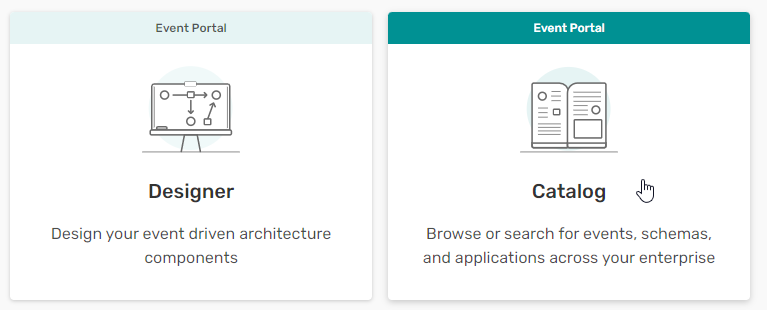 Event Portal
Designer
Design your event driven architecture
components
Event Portal
Catalog
Browse or search for events, schemas,
and applications across your enterprise